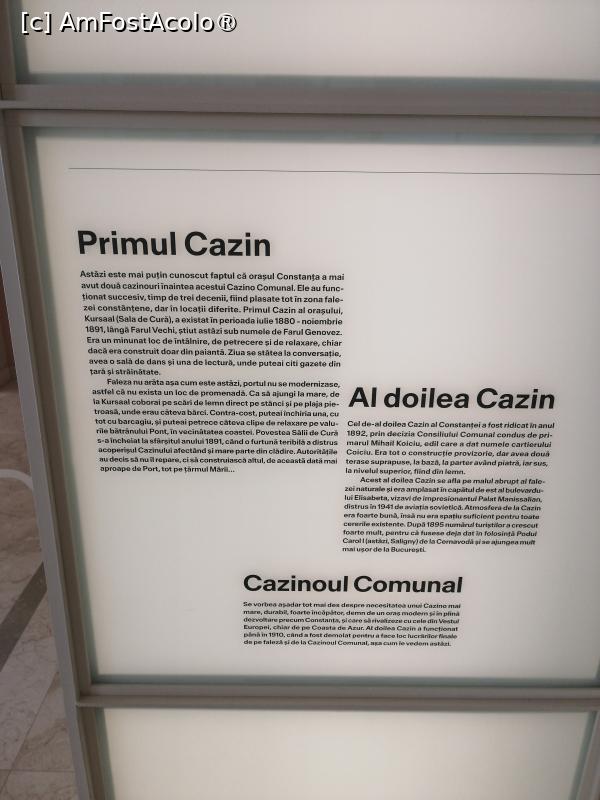 [c] AmFostAcolo®
Primul Cazin
Astăzi este mai puțin cunoscut faptul că orașul Constanța a mai
avut două cazinouri înaintea acestui Cazino Comunal. Ele au func-
ționat succesiv, timp de trei decenii, fiind plasate tot în zona fale-
zei constănțene, dar în locații diferite. Primul Cazin al orașului,
Kursaal (Sala de Cură), a existat în perioada iulie 1880 - noiembrie
1891, lângă Farul Vechi, știut astăzi sub numele de Farul Genovez.
Era un minunat loc de întâlnire, de petrecere și de relaxare, chiar
dacă era construit doar din paiantă. Ziua se stătea la conversație,
avea o sală de dans și una de lectură, unde puteai citi gazete din
țară și străinătate.
Faleza nu arăta așa cum este astăzi, portul nu se modernizase,
astfel că nu exista un loc de promenadă. Ca să ajungi la mare, de
la Kursaal coborai pe scări de lemn direct pe stânci și pe plaja pie-
troasă, unde erau câteva bărci. Contra-cost, puteai închiria una, cu
tot cu barcagiu, și puteai petrece câteva clipe de relaxare pe valu-
rile bătrânului Pont, în vecinătatea coastei. Povestea Sălii de Cură
s-a încheiat la sfârșitul anului 1891, când o furtună teribilă a distrus
acoperișul Cazinului afectând și mare parte din clădire. Autoritățile
au decis să nu îl repare, ci să construiască altul, de această dată mai
aproape de Port, tot pe țărmul Mării...
Al doilea Cazin
Cel de-al doilea Cazin al Constanței a fost ridicat în anul
1892, prin decizia Consiliului Comunal condus de pri-
marul Mihail Koiciu, edil care a dat numele cartierului
Coiciu. Era tot o construcție provizorie, dar avea două
terase suprapuse, la bază, la parter având piatră, iar sus,
la nivelul superior, fiind din lemn.
Acest al doilea Cazin se afla pe malul abrupt al fale-
zei naturale și era amplasat în capătul de est al bulevardu-
lui Elisabeta, vizavi de impresionantul Palat Manissalian,
distrus în 1941 de aviația sovietică. Atmosfera de la Cazin
era foarte bună, însă nu era spațiu suficient pentru toate
cererile existente. După 1895 numărul turiștilor a crescut
foarte mult, pentru că fusese deja dat în folosință Podul
Carol I (astăzi, Saligny) de la Cernavodă și se ajungea mult
mai ușor de la București.
Cazinoul Comunal
Se vorbea așadar tot mai des despre necesitatea unui Cazino mai
mare, durabil, foarte încăpător, demn de un oraș modern și în plină
dezvoltare precum Constanța, și care să rivalizeze cu cele din Vestul
Europei, chiar de pe Coasta de Azur. Al doilea Cazin a funcționat
până în 1910, când a fost demolat pentru a face loc lucrărilor finale
de pe faleză și de la Cazinoul Comunal, așa cum le vedem astăzi.